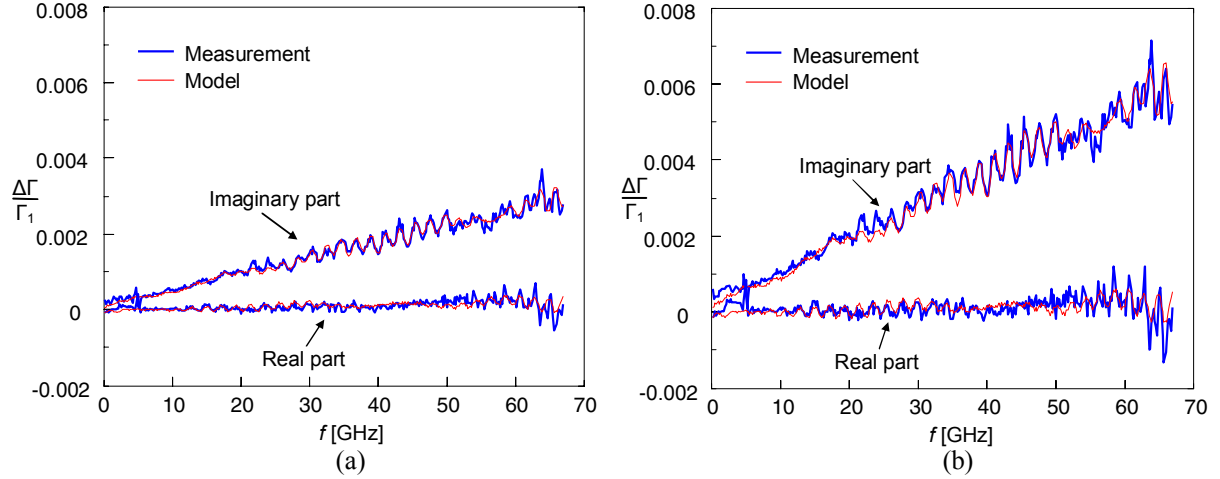 0.008
0.006
0.004
0.002
0
-0.002
ΔΓ
Γ1
Measurement
Model
Imaginary part
Real part
0 10 20 30 40 50 60 70
f [GHz]
(a)
0.008
0.006
0.004
0.002
0
-0.002
ΔΓ
Γ1
Measurement
Model
Imaginary part
Real part
0 10 20 30 40 50 60 70
f [GHz]
(b)